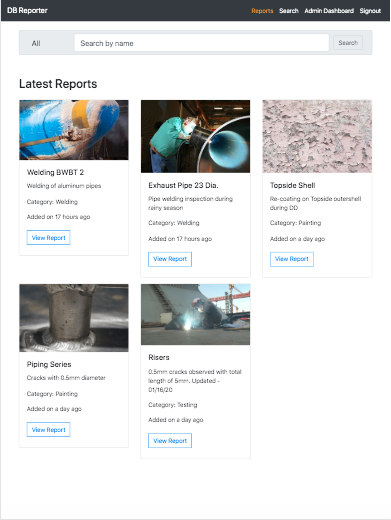 DB Reporter
Reports Search Admin Dashboard Signout
All Search by name Search
Latest Reports
Welding BWBT 2
Welding of aluminum pipes
Category: Welding
Added on 17 hours ago
View Report
Exhaust Pipe 23 Dia.
Pipe welding inspection during
rainy season
Category: Welding
Added on 17 hours ago
View Report
Topside Shell
Re-coating on Topside outershell
during DD
Category: Painting
Added on a day ago
View Report
Piping Series
Cracks with 0.5mm diameter
Category: Painting
Added on a day ago
View Report
Risers
0.5mm cracks observed with total
length of 5mm. Updated -
01/16/20
Category: Testing
Added on a day ago
View Report